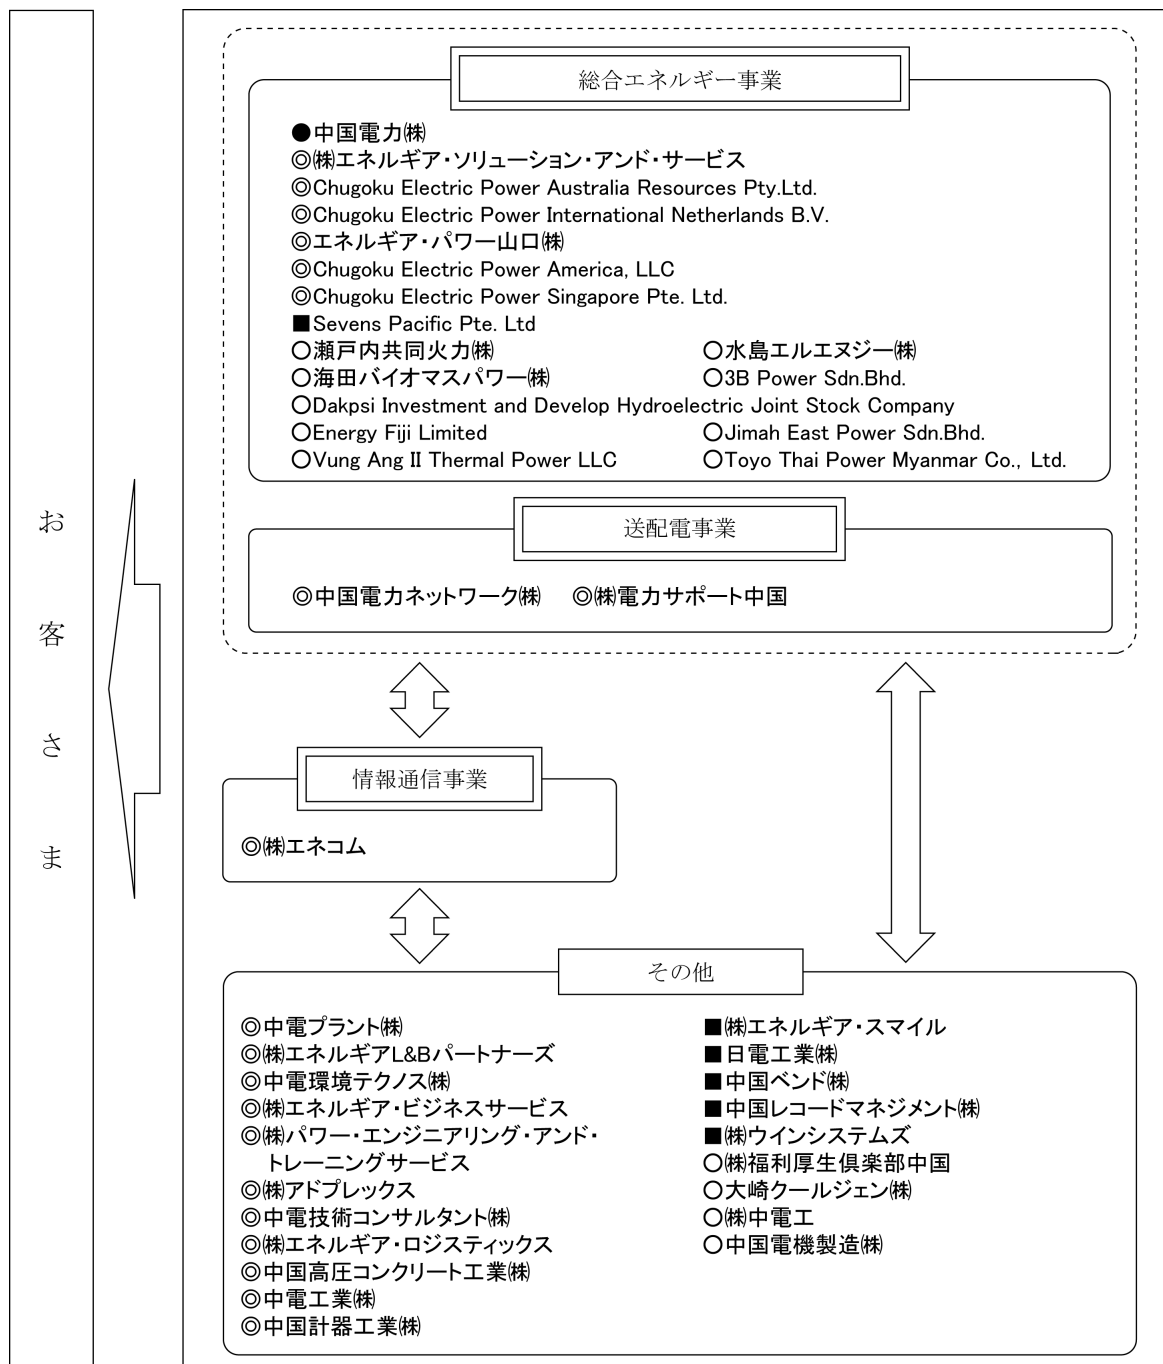 お客さま
総合エネルギー事業
●中国電力㈱
◎㈱エネルギア・ソリューション・アンド・サービス
◎Chugoku Electric Power Australia Resources Pty.Ltd.
◎Chugoku Electric Power International Netherlands B.V.
◎エネルギア・パワー山口㈱
◎Chugoku Electric Power America, LLC
◎Chugoku Electric Power Singapore Pte. Ltd.
■Sevens Pacific Pte. Ltd
○瀬戸内共同火力㈱ ○水島エルエヌジー㈱
○海田バイオマスパワー㈱ ○3B Power Sdn.Bhd.
○Dakpsi Investment and Develop Hydroelectric Joint Stock Company
○Energy Fiji Limited ○Jimah East Power Sdn.Bhd.
○Vung Ang II Thermal Power LLC ○Toyo Thai Power Myanmar Co., Ltd.
送配電事業
◎中国電力ネットワーク㈱ ◎㈱電力サポート中国
情報通信事業
◎㈱エネコム
その他
◎中電プラント㈱
◎㈱エネルギアL&Bパートナーズ
◎中電環境テクノス㈱
◎㈱エネルギア・ビジネスサービス
◎㈱パワー・エンジニアリング・アンド・
トレーニングサービス
◎㈱アドプレックス
◎中電技術コンサルタント㈱
◎㈱エネルギア・ロジスティックス
◎中国高圧コンクリート工業㈱
◎中電工業㈱
◎中国計器工業㈱
■㈱エネルギア・スマイル
■日電工業㈱
■中国ベンド㈱
■中国レコードマネジメント㈱
■㈱ウインシステムズ
○㈱福利厚生倶楽部中国
○大崎クールジェン㈱
○㈱中電工
○中国電機製造㈱